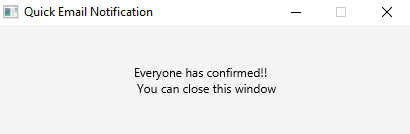 Quick Email Notification
Everyone has confirmed!!
You can close this window